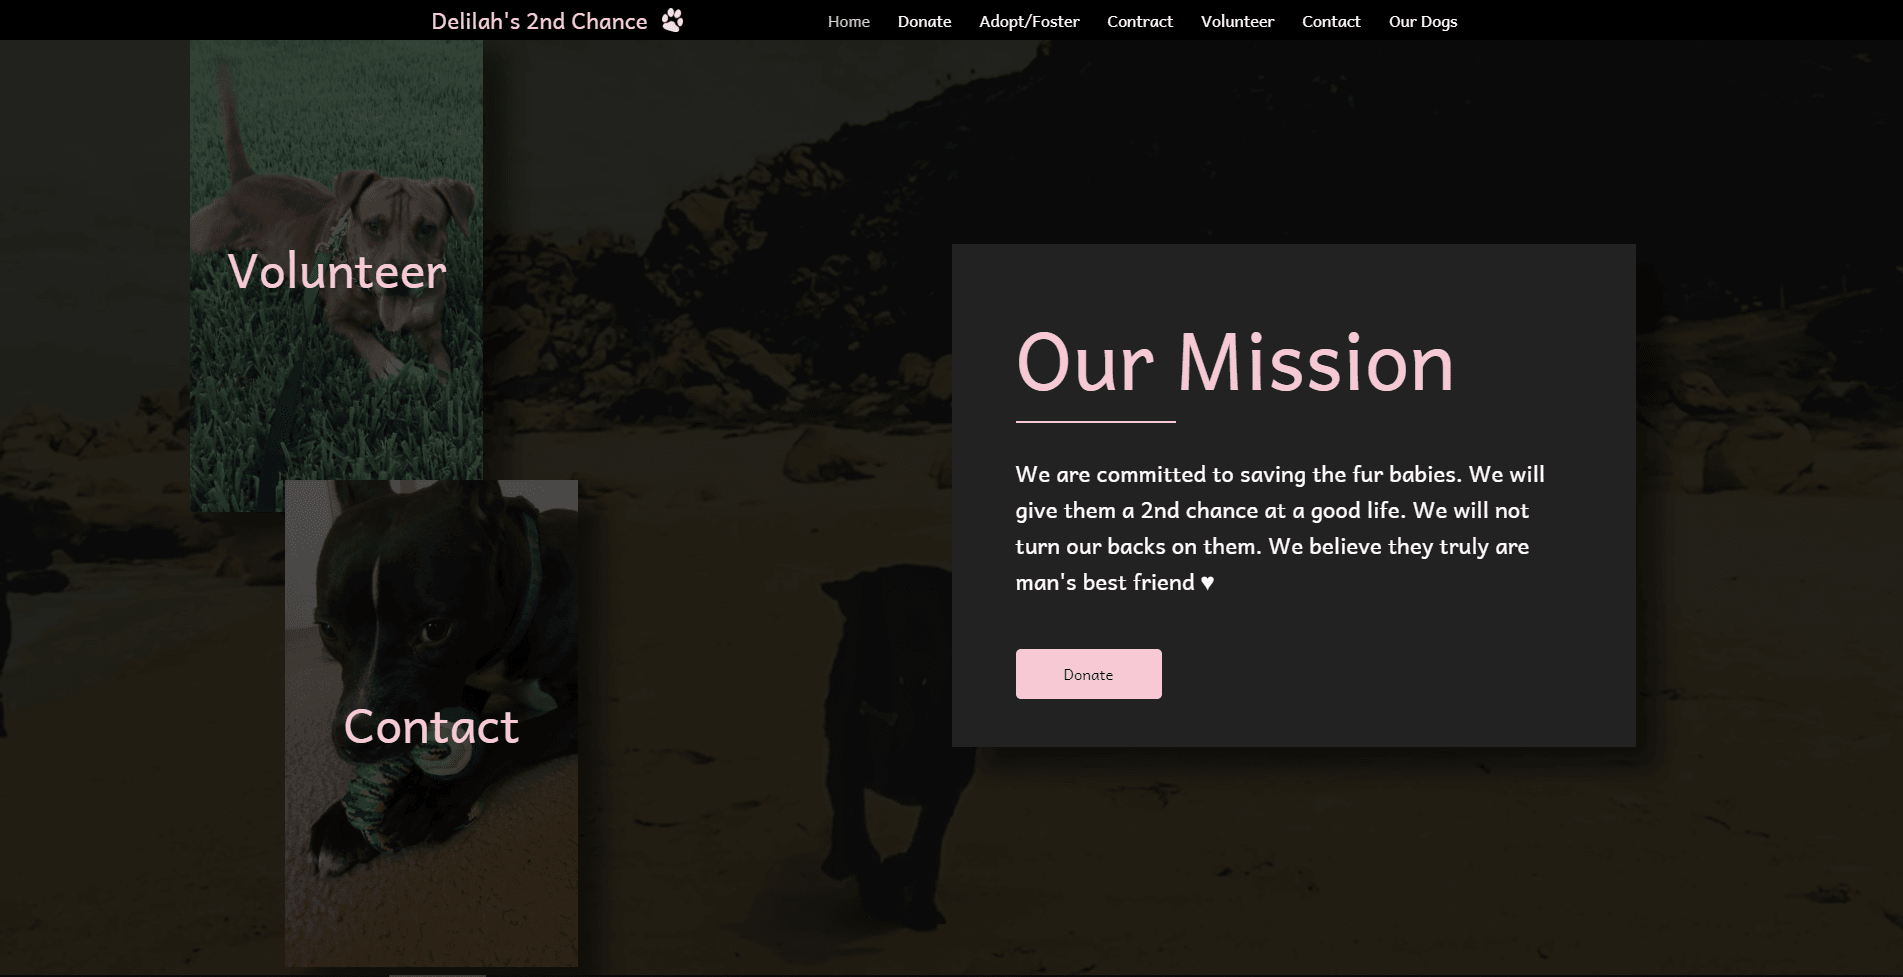 Delilah's 2nd Chance
Home Donate Adopt/Foster Contract Volunteer Contact Our Dogs
Volunteer
Contact
Our Mission
We are committed to saving the fur babies. We will
give them a 2nd chance at a good life. We will not
turn our backs on them. We believe they truly are
man's best friend ♥
Donate